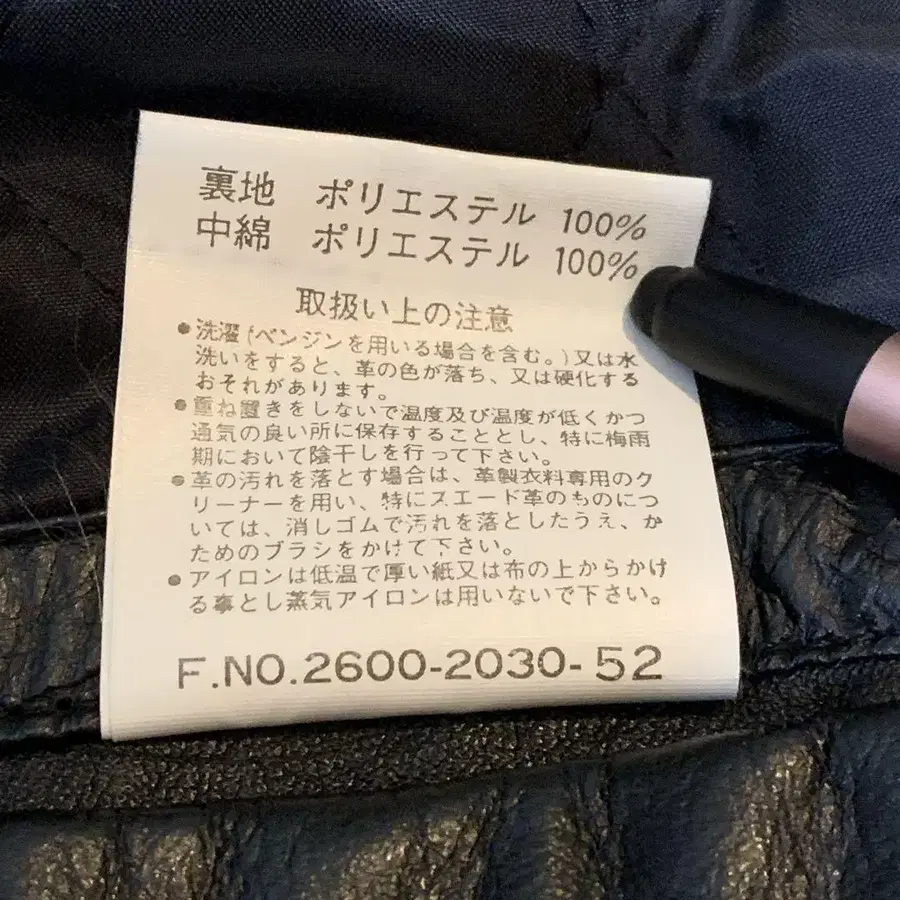 裏地 ポリエステル 100%
中綿 ポリエステル 100%
取扱い上の注意
●洗濯(ベンジンを用いる場合を含む。)又は水
洗いをすると、革の色が落ち、又は硬化する
おそれがあります。
●重ね置きをしないで温度及び湿度が低くかつ
通気の良い所に保存することとし、特に梅雨
期において陰干しを行って下さい。
●革の汚れを落とす場合は、革製衣料専用のク
リーナーを用い、特にスエード革のものについ
いては、消しゴムで汚れを落としたうえ、か
ためのブラシをかけて下さい。
●アイロンは低温で厚い紙又は布の上からかけ
る事とし蒸気アイロンは用いないで下さい。
F.NO.2600-2030-52